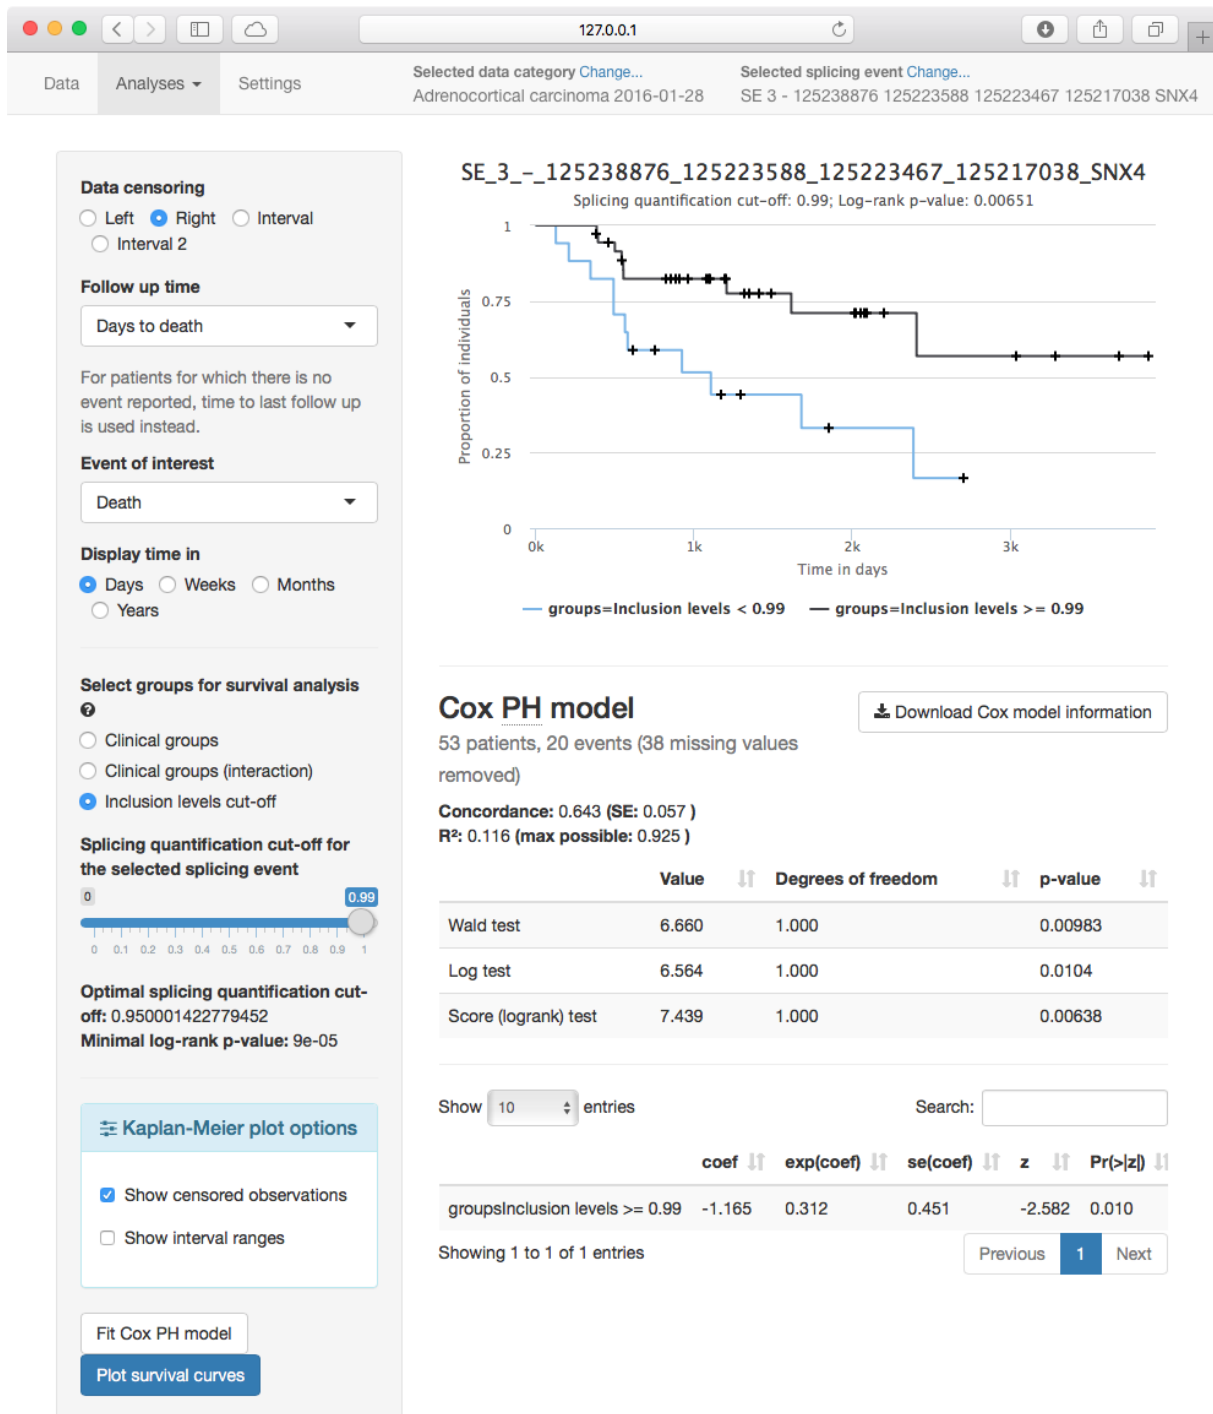 127.0.0.1
Data
Analyses
Settings
Selected data category Change...
Adrenocortical carcinoma 2016-01-28
Selected splicing event Change...
SE 3 - 125238876 125223588 125223467 125217038 SNX4
Data censoring
Left Right Interval
Interval 2
Follow up time
Days to death
For patients for which there is no
event reported, time to last follow up
is used instead.
Event of interest
Death
Display time in
Days Weeks Months
Years
Select groups for survival analysis
?
Clinical groups
Clinical groups (interaction)
Inclusion levels cut-off
Splicing quantification cut-off for
the selected splicing event
0 0.99
0 0.1 0.2 0.3 0.4 0.5 0.6 0.7 0.8 0.9 1
Optimal splicing quantification cut-
off: 0.950001422779452
Minimal log-rank p-value: 9e-05
Kaplan-Meier plot options
Show censored observations
Show interval ranges
Fit Cox PH model
Plot survival curves
SE_3_-_125238876_125223588_125223467_125217038_SNX4
Splicing quantification cut-off: 0.99; Log-rank p-value: 0.00651
Proportion of individuals
1
0.75
0.5
0.25
0
0k 1k 2k 3k
Time in days
groups=Inclusion levels < 0.99 groups=Inclusion levels >= 0.99
Cox PH model
Download Cox model information
53 patients, 20 events (38 missing values
removed)
Concordance: 0.643 (SE: 0.057 )
R²: 0.116 (max possible: 0.925 )
Value Degrees of freedom p-value
Wald test 6.660 1.000 0.00983
Log test 6.564 1.000 0.0104
Score (logrank) test 7.439 1.000 0.00638
Show 10 entries
Search:
coef exp(coef) se(coef) z Pr(>|z|)
groupsInclusion levels >= 0.99 -1.165 0.312 0.451 -2.582 0.010
Showing 1 to 1 of 1 entries
Previous 1 Next